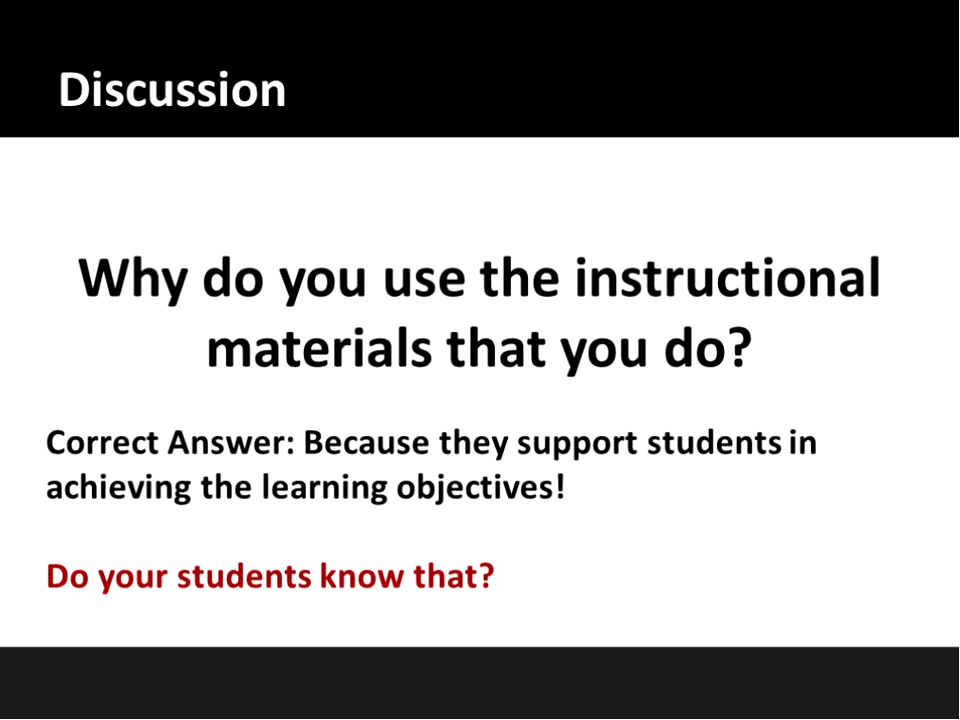 Discussion
Why do you use the instructional
materials that you do?
Correct Answer: Because they support students in
achieving the learning objectives!
Do your students know that?